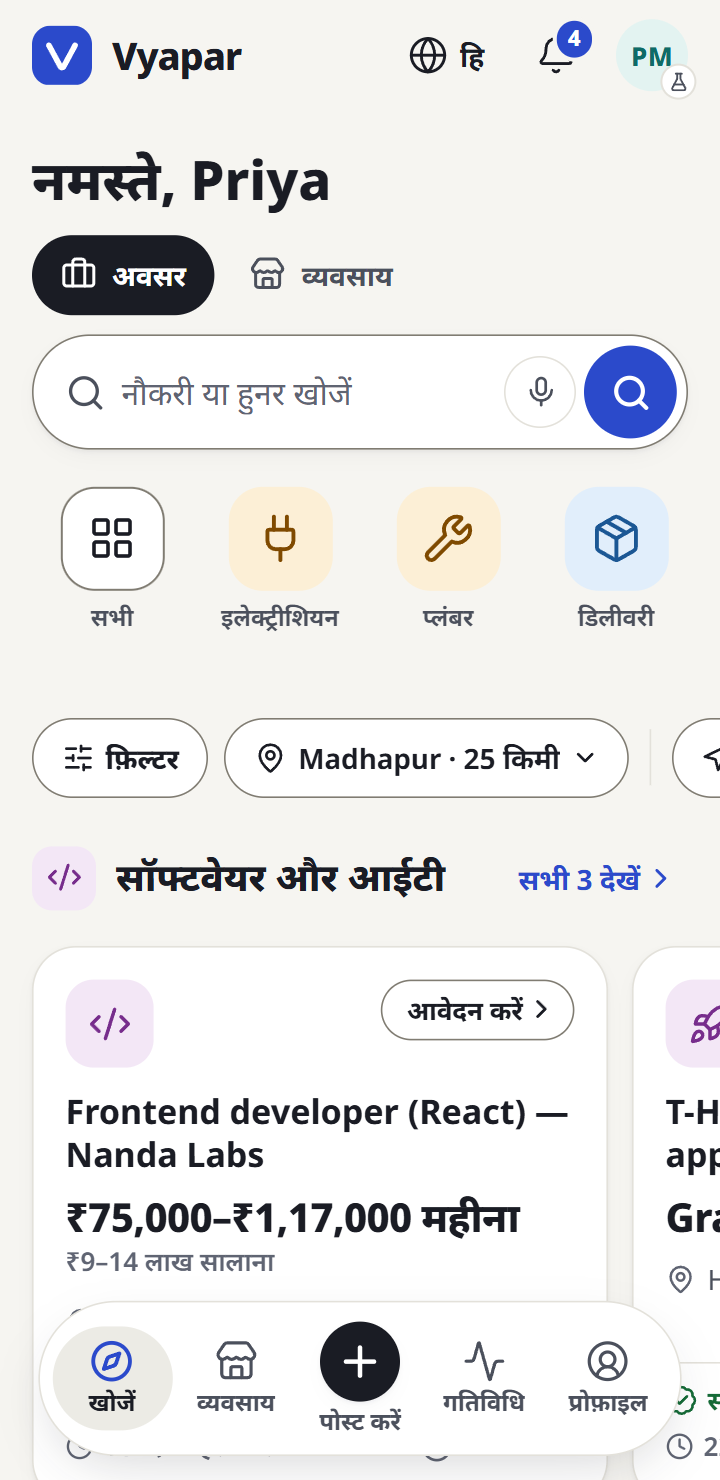 Vyapar
हि
4
PM
नमस्ते, Priya
अवसर
व्यवसाय
नौकरी या हुनर खोजें
सभी
इलेक्ट्रीशियन
प्लंबर
डिलीवरी
फ़िल्टर
Madhapur · 25 किमी
सॉफ्टवेयर और आईटी
सभी 3 देखें
आवेदन करें
Frontend developer (React) —
Nanda Labs
₹75,000–₹1,17,000 महीना
₹9–14 लाख सालाना
T-H
app
Gra
H
खोजें
व्यवसाय
पोस्ट करें
गतिविधि
प्रोफ़ाइल